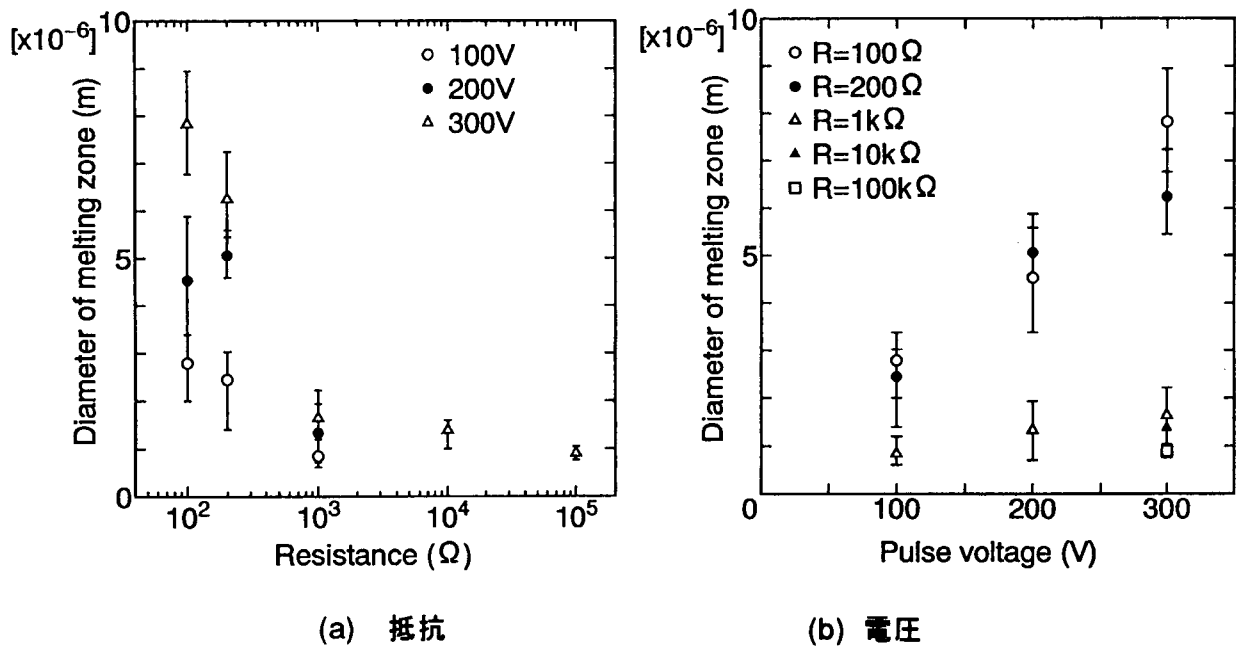 [x10⁻⁶]
10
5
0
Diameter of melting zone (m)
○ 100V
● 200V
△ 300V
10² 10³ 10⁴ 10⁵
Resistance (Ω)
(a) 抵抗
[x10⁻⁶]
10
5
0
Diameter of melting zone (m)
○ R=100Ω
● R=200Ω
△ R=1kΩ
▲ R=10kΩ
□ R=100kΩ
100 200 300
Pulse voltage (V)
(b) 電圧